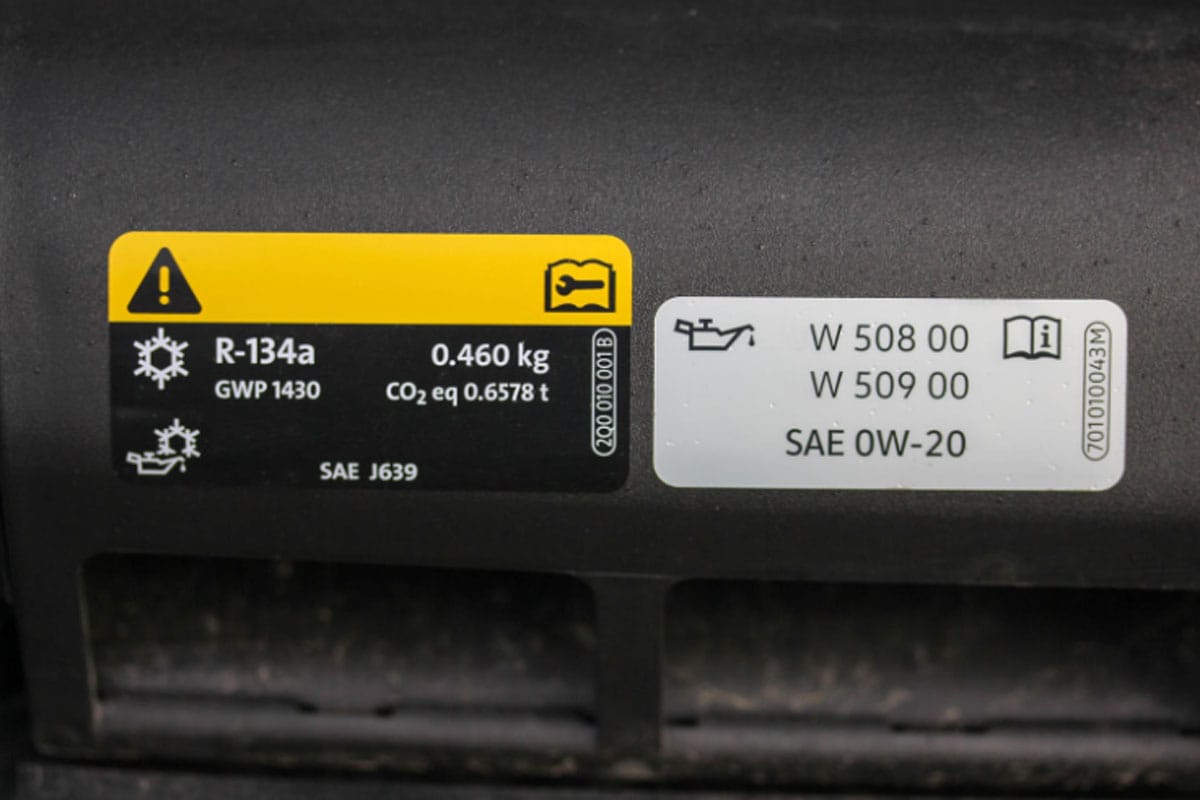 R-134a 0.460 kg
GWP 1430 CO₂ eq 0.6578 t
SAE J639
2Q0 010 001 B
W 508 00
W 509 00
SAE 0W-20
701010043M